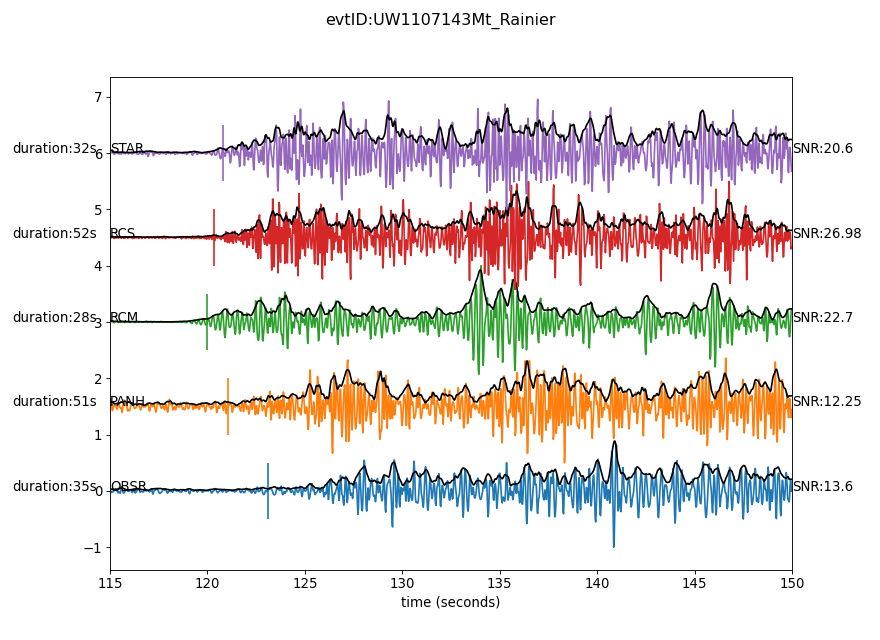 evtID:UW1107143Mt_Rainier
7
duration:32s STAR 6 SNR:20.6
5
duration:52s RCS SNR:26.98
4
duration:28s RCM 3 SNR:22.7
2
duration:51s PANH SNR:12.25
1
duration:35s OBSR 0 SNR:13.6
−1
115 120 125 130 135 140 145 150
time (seconds)